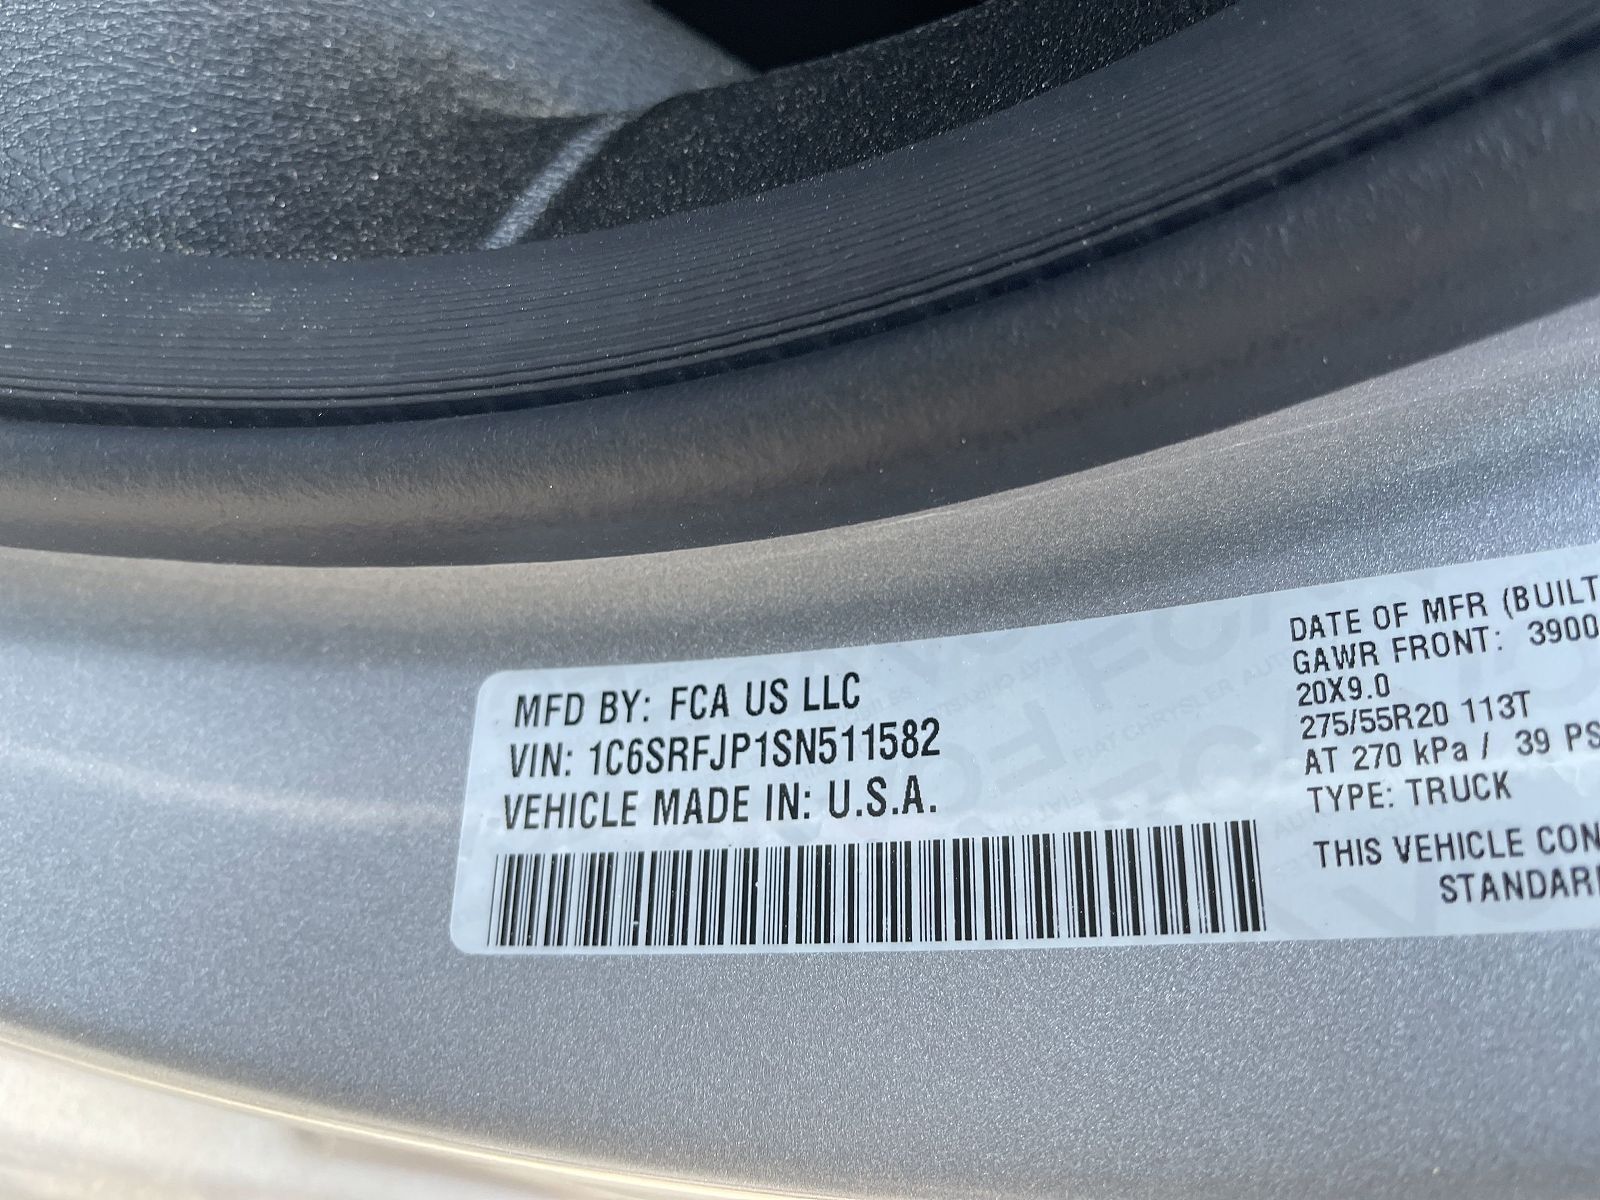 MFD BY: FCA US LLC
VIN: 1C6SRFJP1SN511582
VEHICLE MADE IN: U.S.A.
DATE OF MFR (BUILT
GAWR FRONT: 3900
20X9.0
275/55R20 113T
AT 270 kPa / 39 PS
TYPE: TRUCK
THIS VEHICLE CON
STANDAR